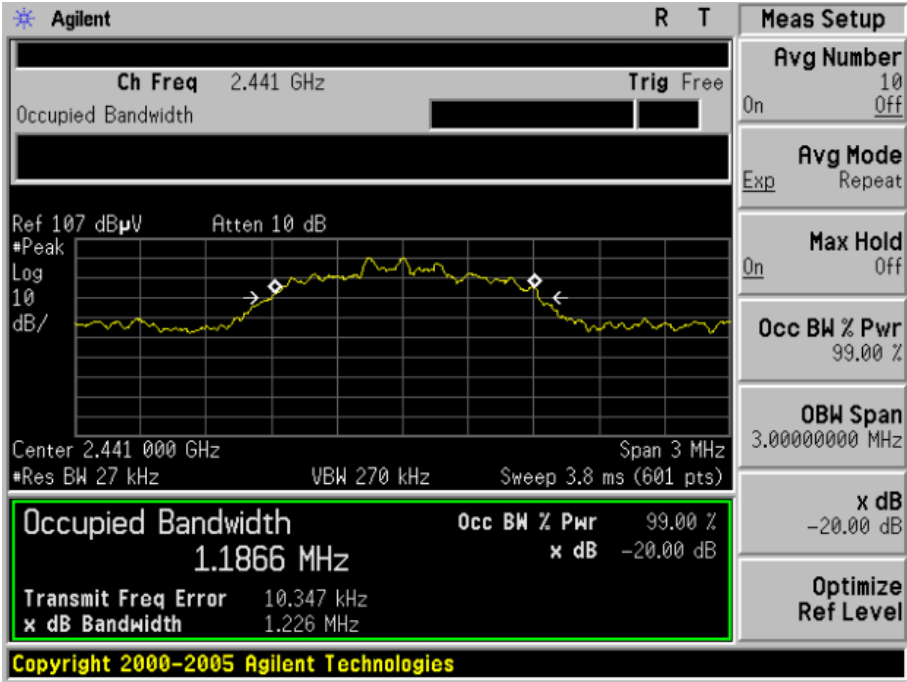 Agilent R T Meas Setup
Ch Freq 2.441 GHz Trig Free
Occupied Bandwidth
Avg Number
10
On Off
Avg Mode
Exp Repeat
Max Hold
On Off
Occ BW % Pwr
99.00 %
OBW Span
3.00000000 MHz
x dB
-20.00 dB
Optimize
Ref Level
Ref 107 dBµV Atten 10 dB
#Peak
Log
10
dB/
Center 2.441 000 GHz Span 3 MHz
#Res BW 27 kHz VBW 270 kHz Sweep 3.8 ms (601 pts)
Occupied Bandwidth Occ BW % Pwr 99.00 %
1.1866 MHz x dB -20.00 dB
Transmit Freq Error 10.347 kHz
x dB Bandwidth 1.226 MHz
Copyright 2000-2005 Agilent Technologies